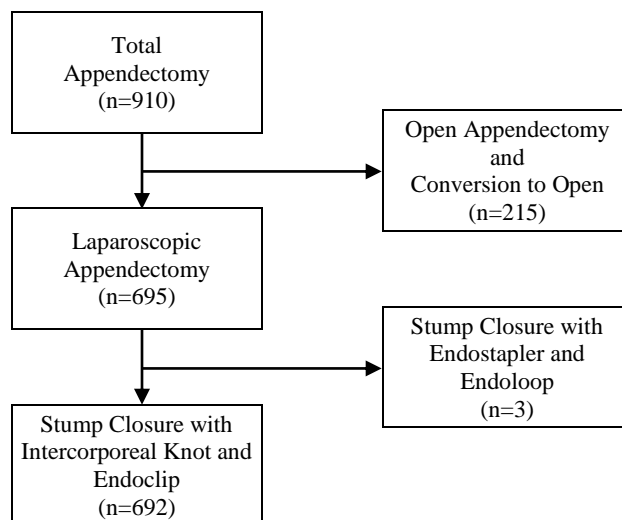 Total
Appendectomy
(n=910)
Open Appendectomy
and
Conversion to Open
(n=215)
Laparoscopic
Appendectomy
(n=695)
Stump Closure with
Endostapler and
Endoloop
(n=3)
Stump Closure with
Intercorporeal Knot and
Endoclip
(n=692)